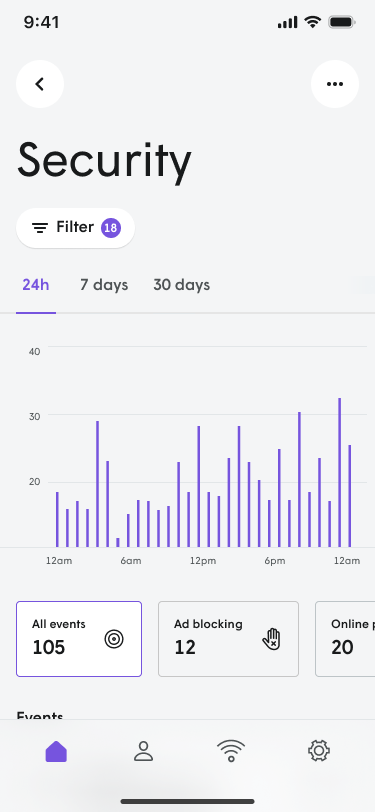 9:41
Security
Filter 18
24h 7 days 30 days
40
30
20
12am 6am 12pm 6pm 12am
All events Ad blocking Online
105 12 20
Events